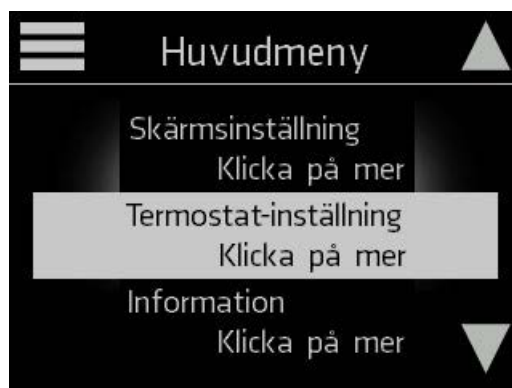 Huvudmeny
Skärmsinställning
Klicka på mer
Termostat-inställning
Klicka på mer
Information
Klicka på mer